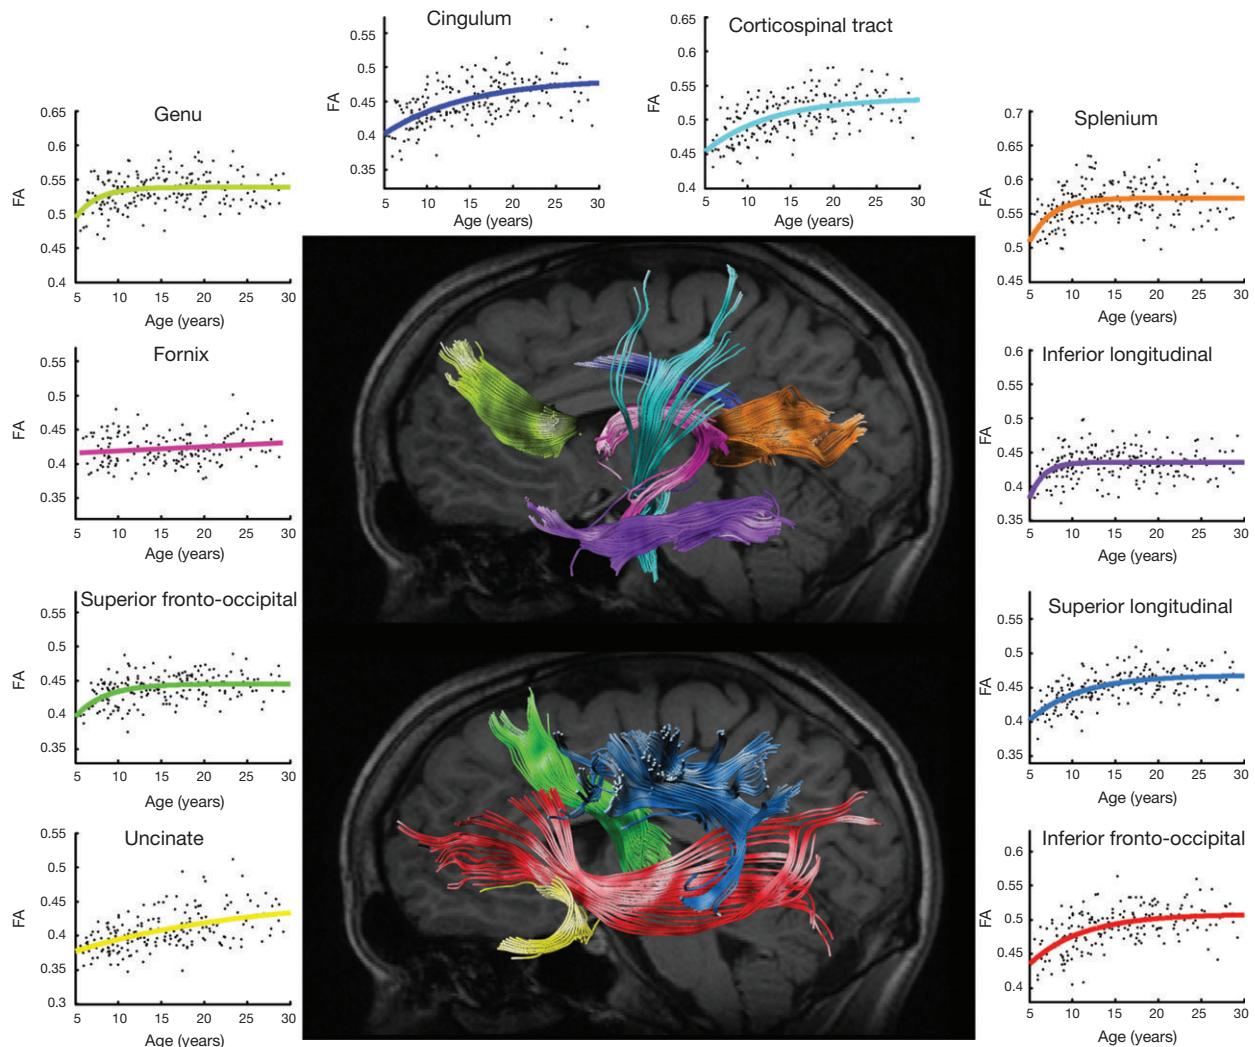 Cingulum
FA
0.55
0.5
0.45
0.4
0.35
5 10 15 20 25 30
Age (years)
Corticospinal tract
FA
0.65
0.6
0.55
0.5
0.45
0.4
5 10 15 20 25 30
Age (years)
Genu
FA
0.65
0.6
0.55
0.5
0.45
0.4
5 10 15 20 25 30
Age (years)
Splenium
FA
0.7
0.65
0.6
0.55
0.5
0.45
5 10 15 20 25 30
Age (years)
Fornix
FA
0.55
0.5
0.45
0.4
0.35
5 10 15 20 25 30
Age (years)
Inferior longitudinal
FA
0.6
0.55
0.5
0.45
0.4
0.35
5 10 15 20 25 30
Age (years)
Superior fronto-occipital
FA
0.55
0.5
0.45
0.4
0.35
5 10 15 20 25 30
Age (years)
Superior longitudinal
FA
0.55
0.5
0.45
0.4
0.35
5 10 15 20 25 30
Age (years)
Uncinate
FA
0.55
0.5
0.45
0.4
0.35
0.3
5 10 15 20 25 30
Age (years)
Inferior fronto-occipital
FA
0.6
0.55
0.5
0.45
0.4
5 10 15 20 25 30
Age (years)